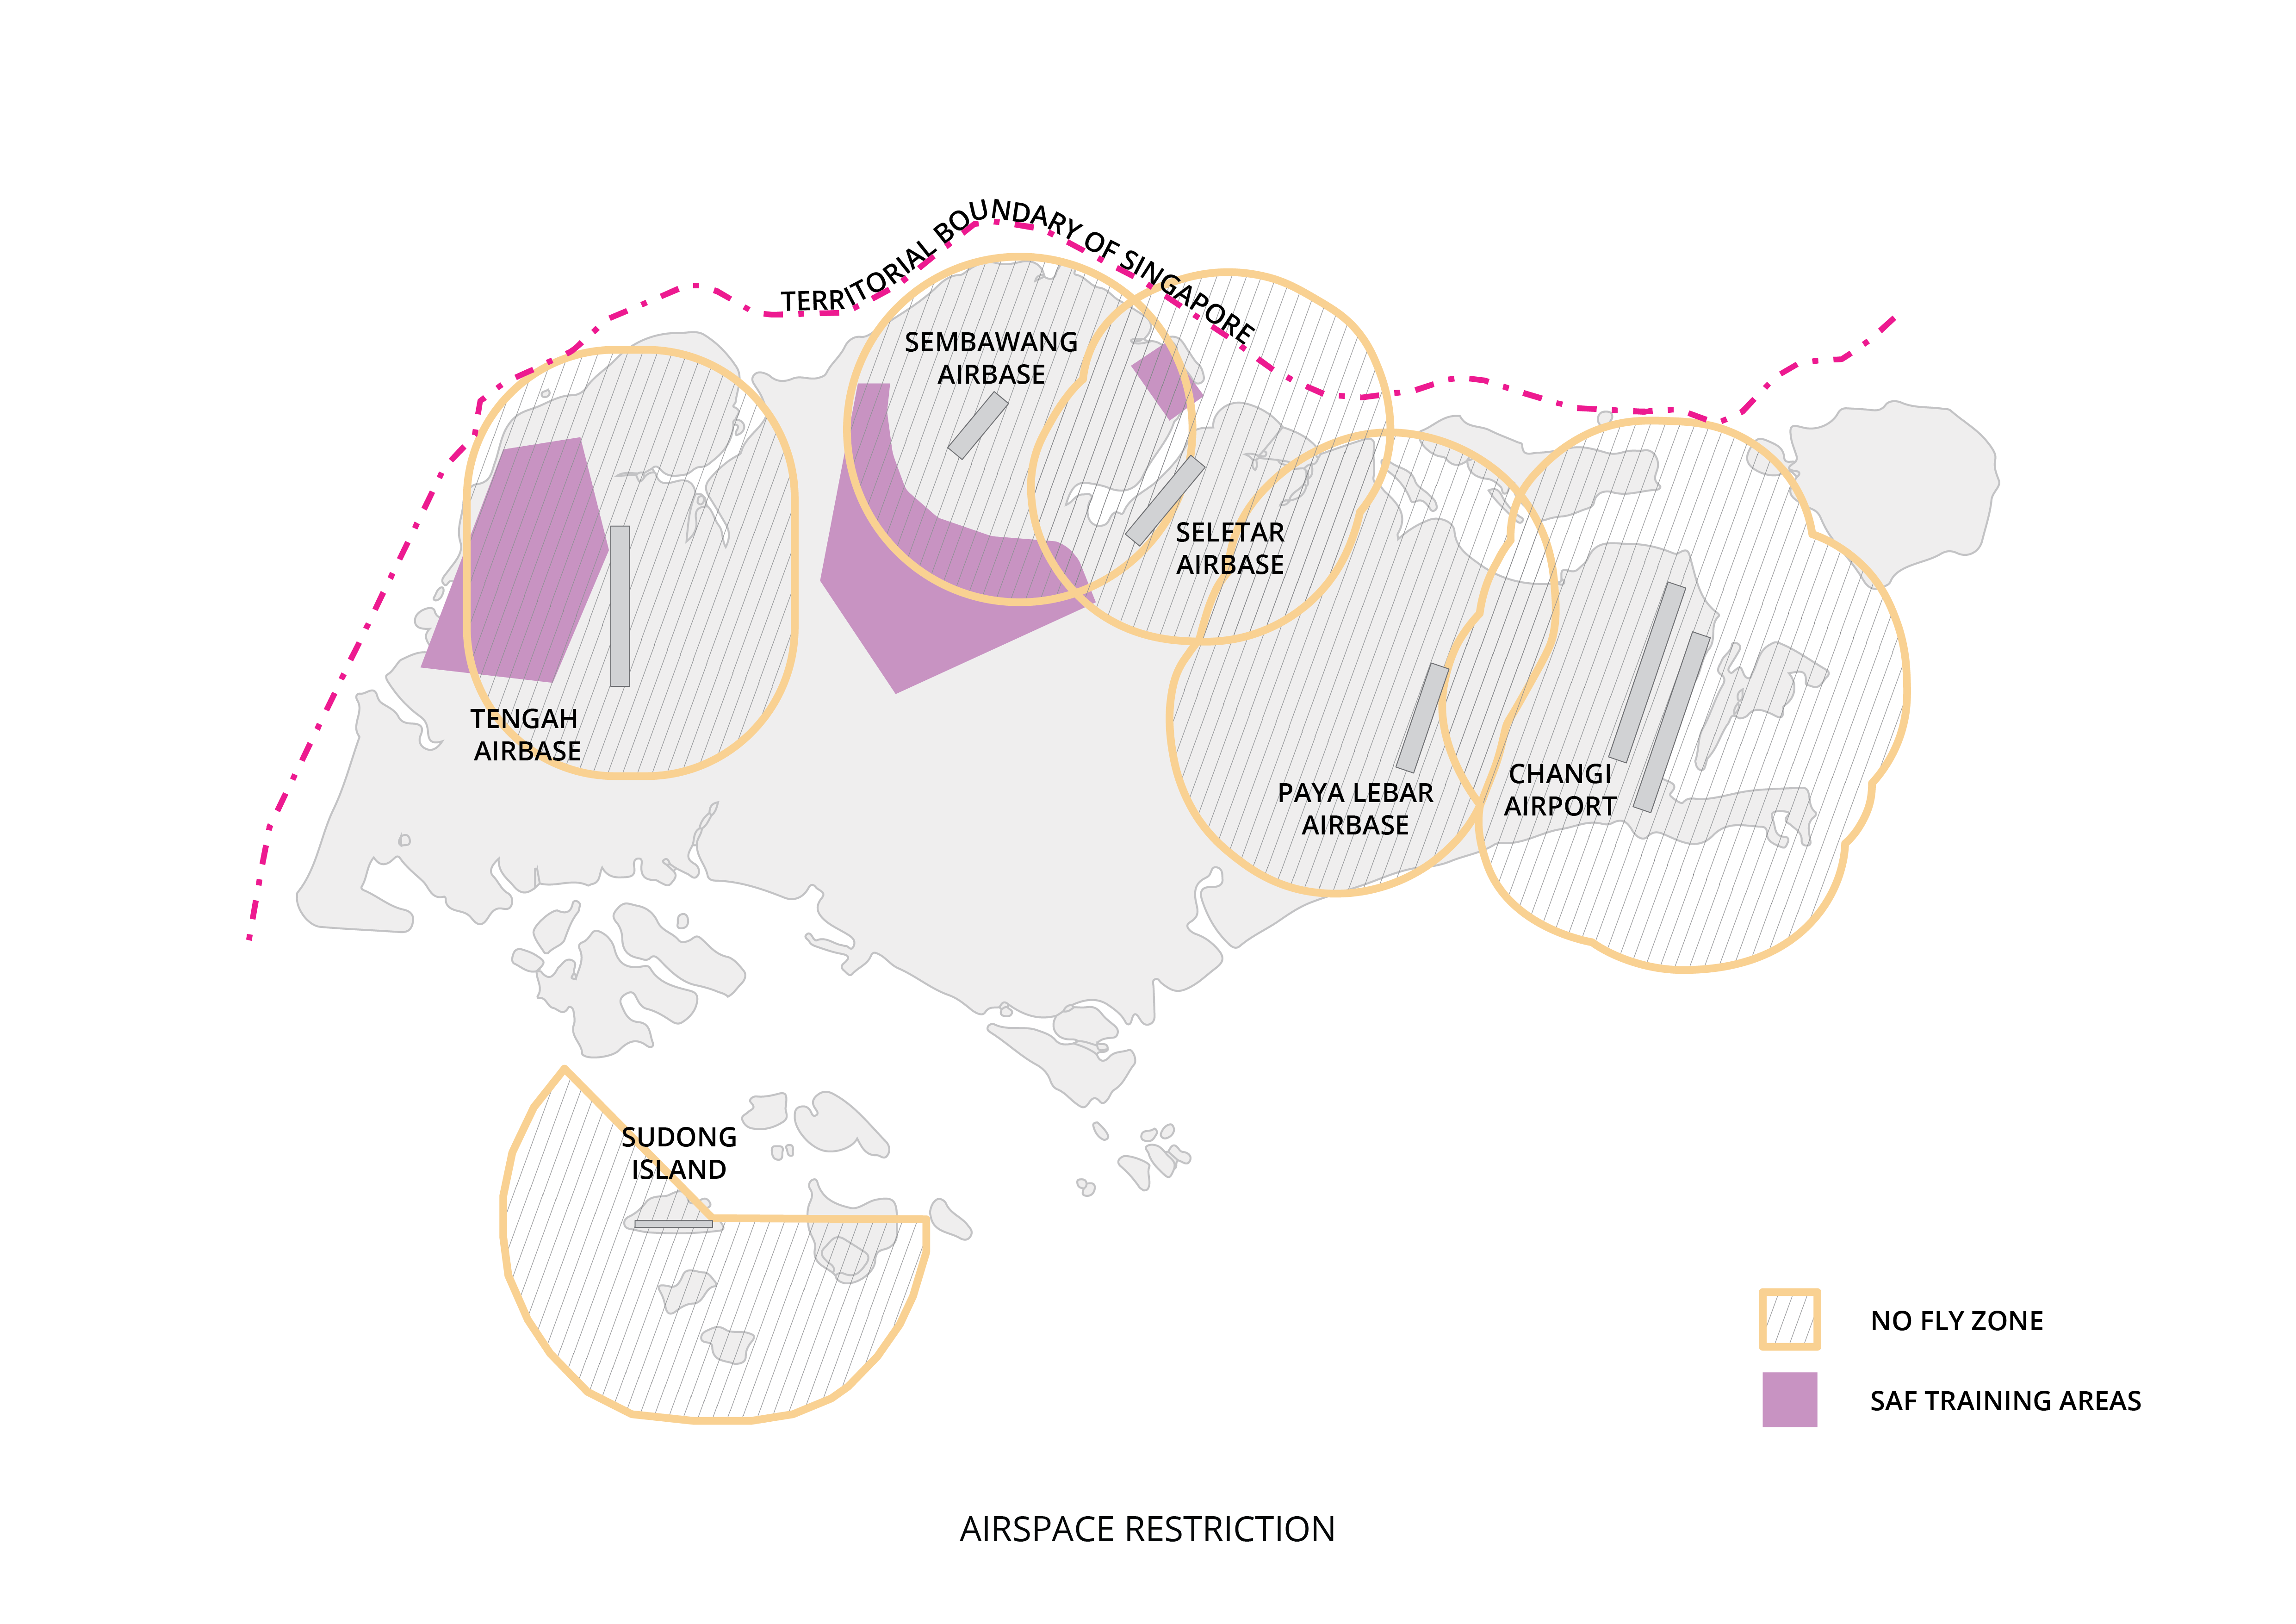 TERRITORIAL BOUNDARY OF SINGAPORE
SEMBAWANG
AIRBASE
SELETAR
AIRBASE
TENGAH
AIRBASE
PAYA LEBAR
AIRBASE
CHANGI
AIRPORT
SUDONG
ISLAND
NO FLY ZONE
SAF TRAINING AREAS
AIRSPACE RESTRICTION